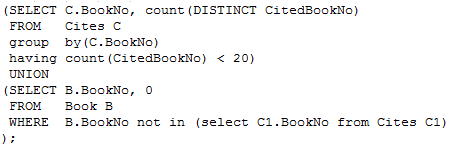 (SELECT C.BookNo, count(DISTINCT CitedBookNo)
FROM Cites C
group by(C.BookNo)
having count(CitedBookNo) < 20)
UNION
(SELECT B.BookNo, 0
FROM Book B
WHERE B.BookNo not in (select C1.BookNo from Cites C1)
);